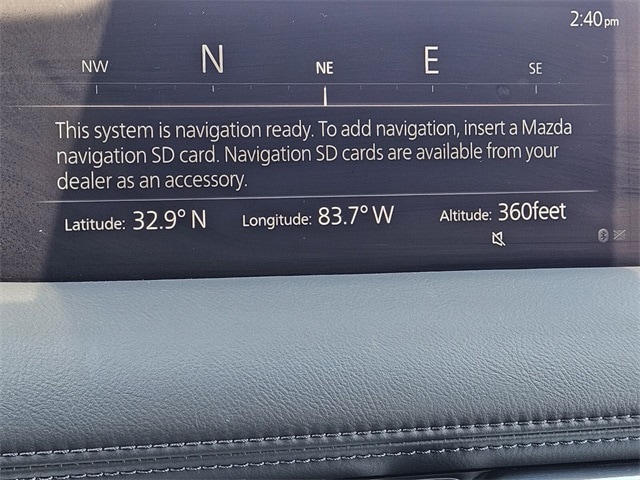 2:40pm
NW N NE E SE
This system is navigation ready. To add navigation, insert a Mazda
navigation SD card. Navigation SD cards are available from your
dealer as an accessory.
Latitude: 32.9° N Longitude: 83.7° W Altitude: 360feet